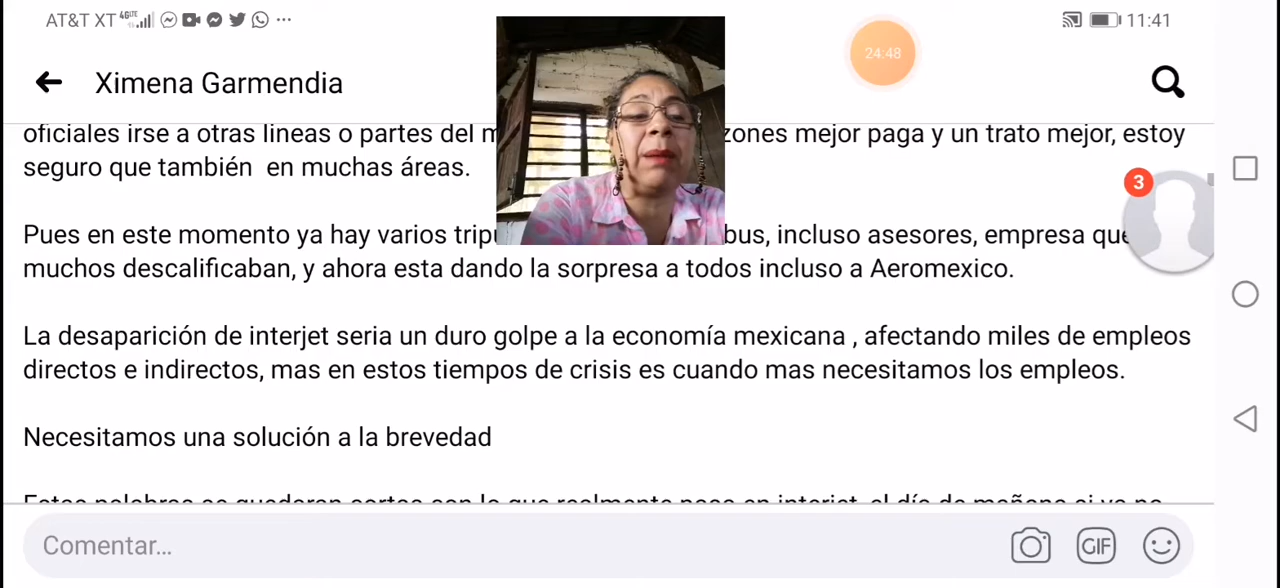 AT&T XT 4G LTE 11:41
24:48
Ximena Garmendia
oficiales irse a otras lineas o partes del zones mejor paga y un trato mejor, estoy
seguro que también en muchas áreas.
3
Pues en este momento ya hay varios bus, incluso asesores, empresa que
muchos descalificaban, y ahora esta dando la sorpresa a todos incluso a Aeromexico.
La desaparición de interjet seria un duro golpe a la economía mexicana , afectando miles de empleos
directos e indirectos, mas en estos tiempos de crisis es cuando mas necesitamos los empleos.
Necesitamos una solución a la brevedad
Comentar...
GIF